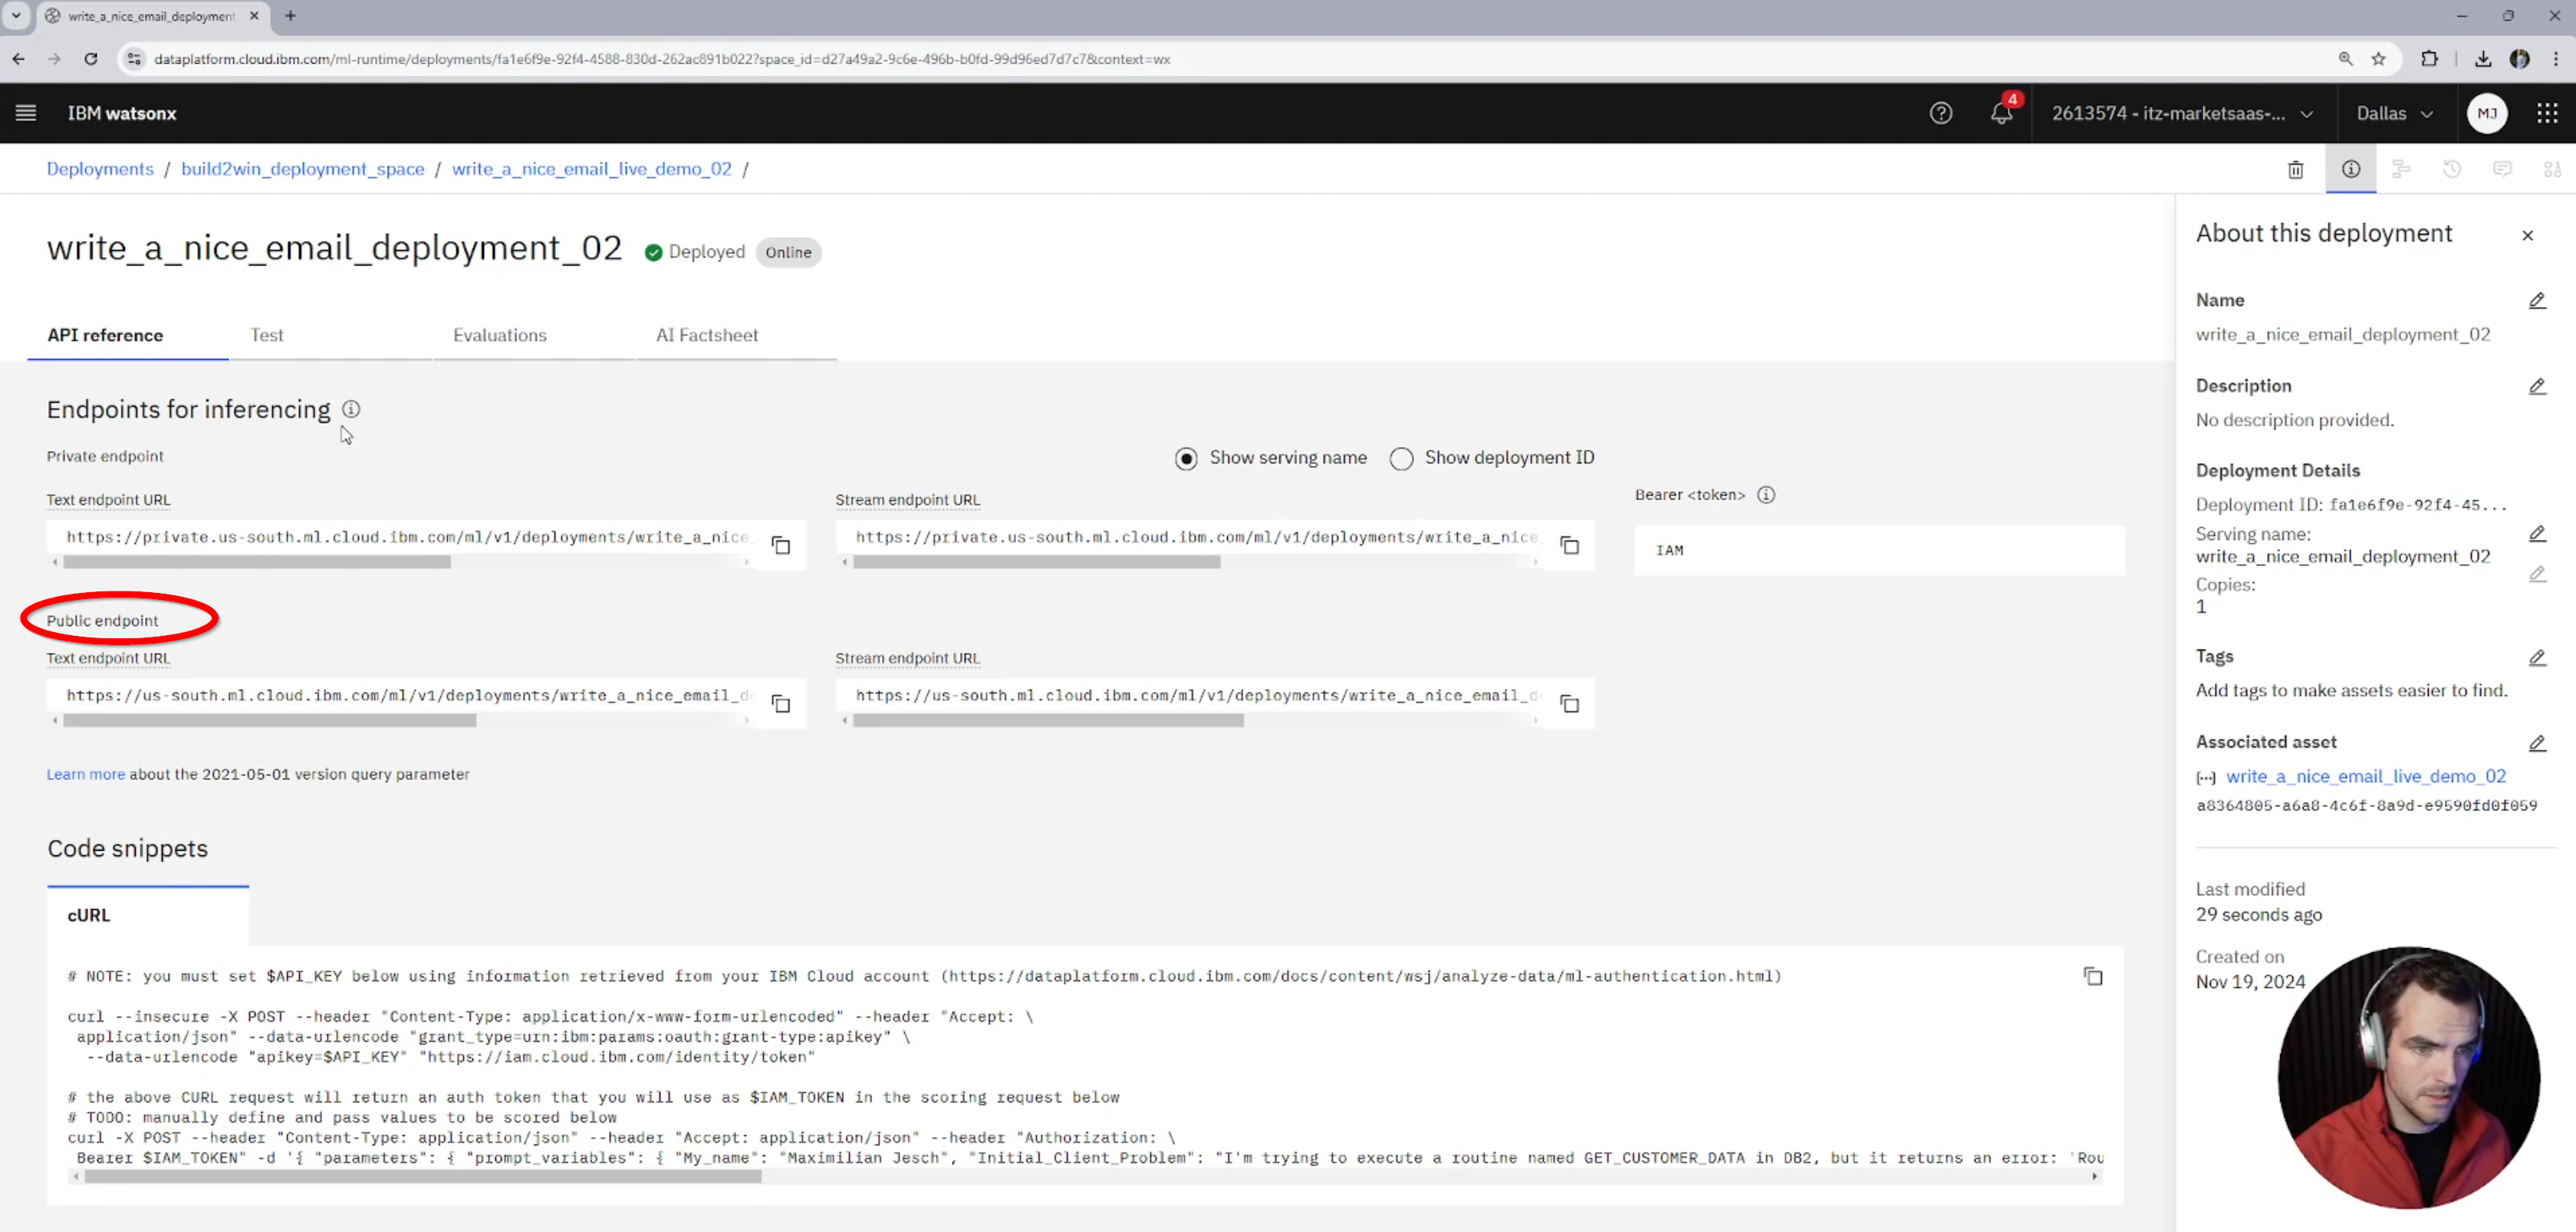 write_a_nice_email_deployment
dataplatform.cloud.ibm.com/ml-runtime/deployments/fa1e6f9e-92f4-4588-830d-262ac891b022?space_id=d27a49a2-9c6e-496b-b0fd-99d96ed7d7c7&context=wx
IBM watsonx
4
2613574 - itz-marketsaas-...
Dallas
MJ
Deployments / build2win_deployment_space / write_a_nice_email_live_demo_02 /
write_a_nice_email_deployment_02
Deployed
Online
API reference
Test
Evaluations
AI Factsheet
Endpoints for inferencing
Private endpoint
Show serving name
Show deployment ID
Text endpoint URL
Stream endpoint URL
Bearer <token>
https://private.us-south.ml.cloud.ibm.com/ml/v1/deployments/write_a_nice_
https://private.us-south.ml.cloud.ibm.com/ml/v1/deployments/write_a_nice_
IAM
Public endpoint
Text endpoint URL
Stream endpoint URL
https://us-south.ml.cloud.ibm.com/ml/v1/deployments/write_a_nice_email_de
https://us-south.ml.cloud.ibm.com/ml/v1/deployments/write_a_nice_email_d
Learn more about the 2021-05-01 version query parameter
Code snippets
cURL
# NOTE: you must set $API_KEY below using information retrieved from your IBM Cloud account (https://dataplatform.cloud.ibm.com/docs/content/wsj/analyze-data/ml-authentication.html)
curl --insecure -X POST --header "Content-Type: application/x-www-form-urlencoded" --header "Accept: \
application/json" --data-urlencode "grant_type=urn:ibm:params:oauth:grant-type:apikey" \
--data-urlencode "apikey=$API_KEY" "https://iam.cloud.ibm.com/identity/token"
# the above CURL request will return an auth token that you will use as $IAM_TOKEN in the scoring request below
# TODO: manually define and pass values to be scored below
curl -X POST --header "Content-Type: application/json" --header "Accept: application/json" --header "Authorization: \
Bearer $IAM_TOKEN" -d '{ "parameters": { "prompt_variables": { "My_name": "Maximilian Jesch", "Initial_Client_Problem": "I'm trying to execute a routine named GET_CUSTOMER_DATA in DB2, but it returns an error: 'Rou
About this deployment
Name
write_a_nice_email_deployment_02
Description
No description provided.
Deployment Details
Deployment ID: fa1e6f9e-92f4-45...
Serving name:
write_a_nice_email_deployment_02
Copies:
1
Tags
Add tags to make assets easier to find.
Associated asset
write_a_nice_email_live_demo_02
a8364805-a6a8-4c6f-8a9d-e9590fd0f059
Last modified
29 seconds ago
Created on
Nov 19, 2024